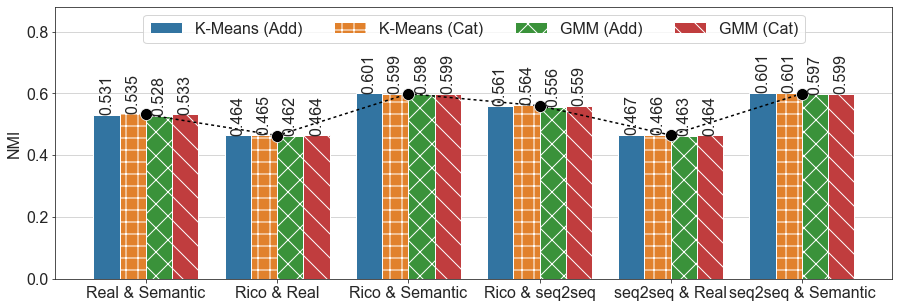 K-Means (Add) K-Means (Cat) GMM (Add) GMM (Cat)
NMI
0.8
0.6
0.4
0.2
0.0
0.531 0.535 0.528 0.533
0.464 0.465 0.462 0.464
0.601 0.599 0.598 0.599
0.561 0.564 0.556 0.559
0.467 0.466 0.463 0.464
0.601 0.601 0.597 0.599
Real & Semantic Rico & Real Rico & Semantic Rico & seq2seq seq2seq & Real seq2seq & Semantic